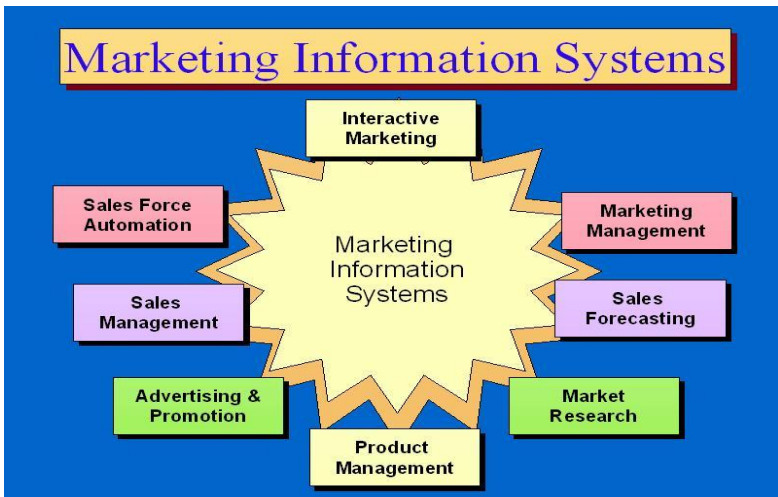 Marketing Information Systems
Interactive
Marketing
Sales Force
Automation
Marketing
Management
Marketing
Information
Systems
Sales
Management
Sales
Forecasting
Advertising &
Promotion
Market
Research
Product
Management